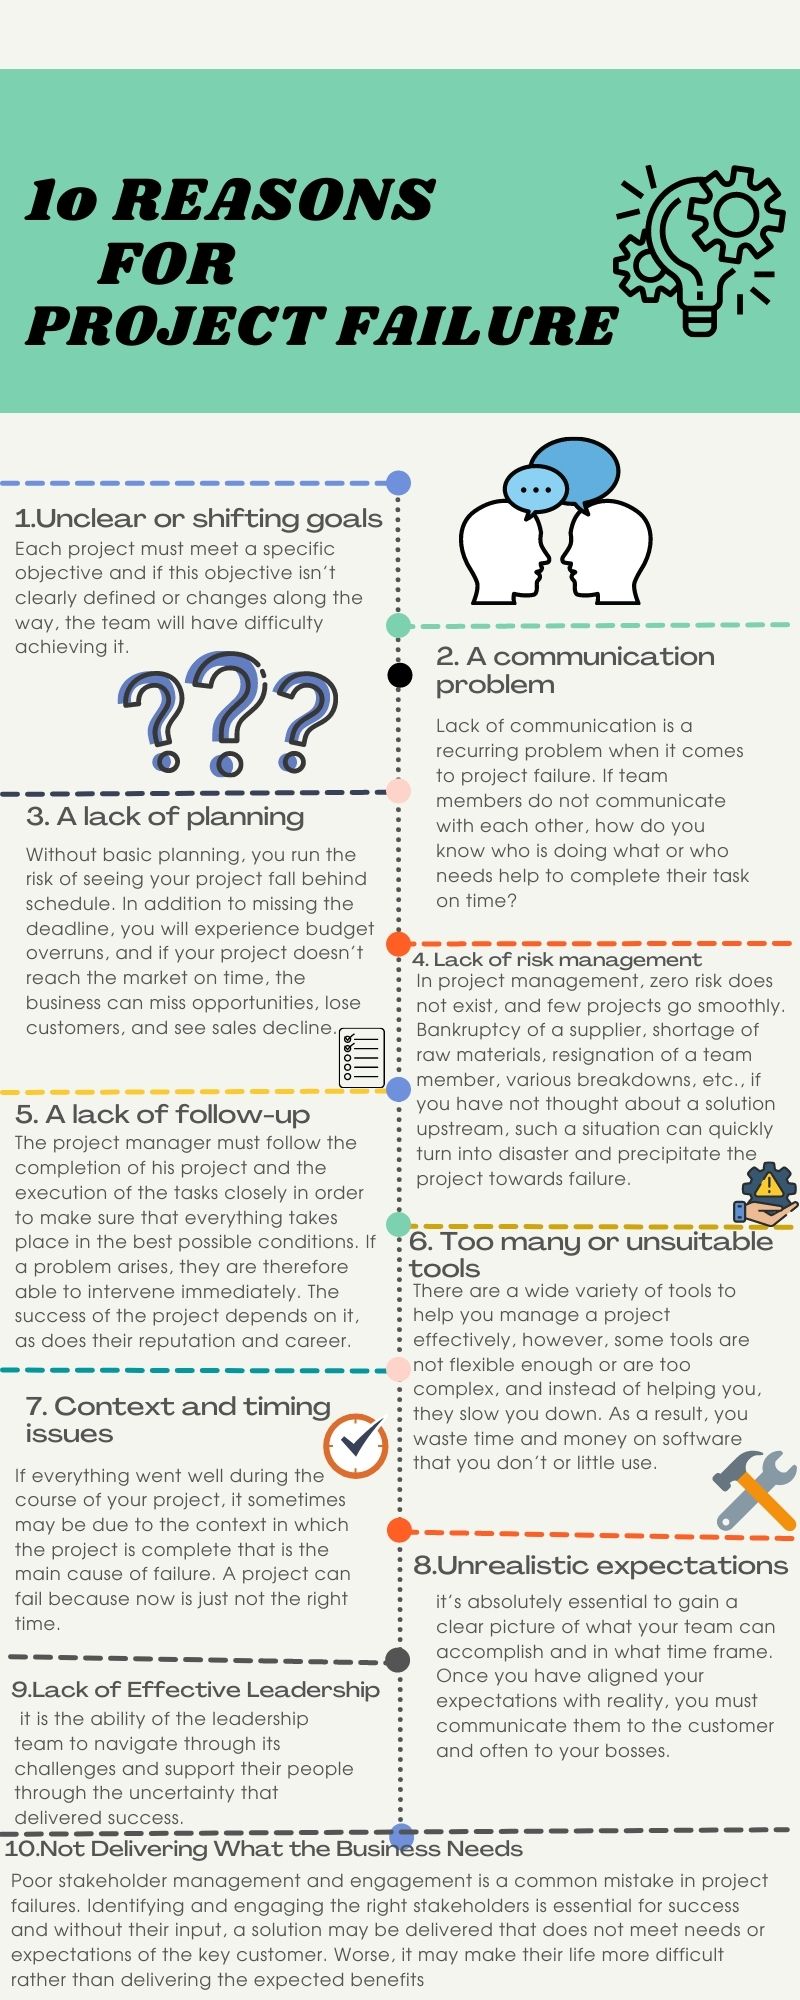 10 REASONS
FOR
PROJECT FAILURE
1.Unclear or shifting goals
Each project must meet a specific
objective and if this objective isn't
clearly defined or changes along the
way, the team will have difficulty
achieving it.
2. A communication
problem
Lack of communication is a
recurring problem when it comes
to project failure. If team
members do not communicate
with each other, how do you
know who is doing what or who
needs help to complete their task
on time?
3. A lack of planning
Without basic planning, you run the
risk of seeing your project fall behind
schedule. In addition to missing the
deadline, you will experience budget
overruns, and if your project doesn't
reach the market on time, the
business can miss opportunities, lose
customers, and see sales decline.
4. Lack of risk management
In project management, zero risk does
not exist, and few projects go smoothly.
Bankruptcy of a supplier, shortage of
raw materials, resignation of a team
member, various breakdowns, etc., if
you have not thought about a solution
upstream, such a situation can quickly
turn into disaster and precipitate the
project towards failure.
5. A lack of follow-up
The project manager must follow the
completion of his project and the
execution of the tasks closely in order
to make sure that everything takes
place in the best possible conditions. If
a problem arises, they are therefore
able to intervene immediately. The
success of the project depends on it,
as does their reputation and career.
6. Too many or unsuitable
tools
There are a wide variety of tools to
help you manage a project
effectively, however, some tools are
not flexible enough or are too
complex, and instead of helping you,
they slow you down. As a result, you
waste time and money on software
that you don't or little use.
7. Context and timing
issues
If everything went well during the
course of your project, it sometimes
may be due to the context in which
the project is complete that is the
main cause of failure. A project can
fail because now is just not the right
time.
8.Unrealistic expectations
it's absolutely essential to gain a
clear picture of what your team can
accomplish and in what time frame.
Once you have aligned your
expectations with reality, you must
communicate them to the customer
and often to your bosses.
9.Lack of Effective Leadership
it is the ability of the leadership
team to navigate through its
challenges and support their people
through the uncertainty that
delivered success.
10.Not Delivering What the Business Needs
Poor stakeholder management and engagement is a common mistake in project
failures. Identifying and engaging the right stakeholders is essential for success
and without their input, a solution may be delivered that does not meet needs or
expectations of the key customer. Worse, it may make their life more difficult
rather than delivering the expected benefits